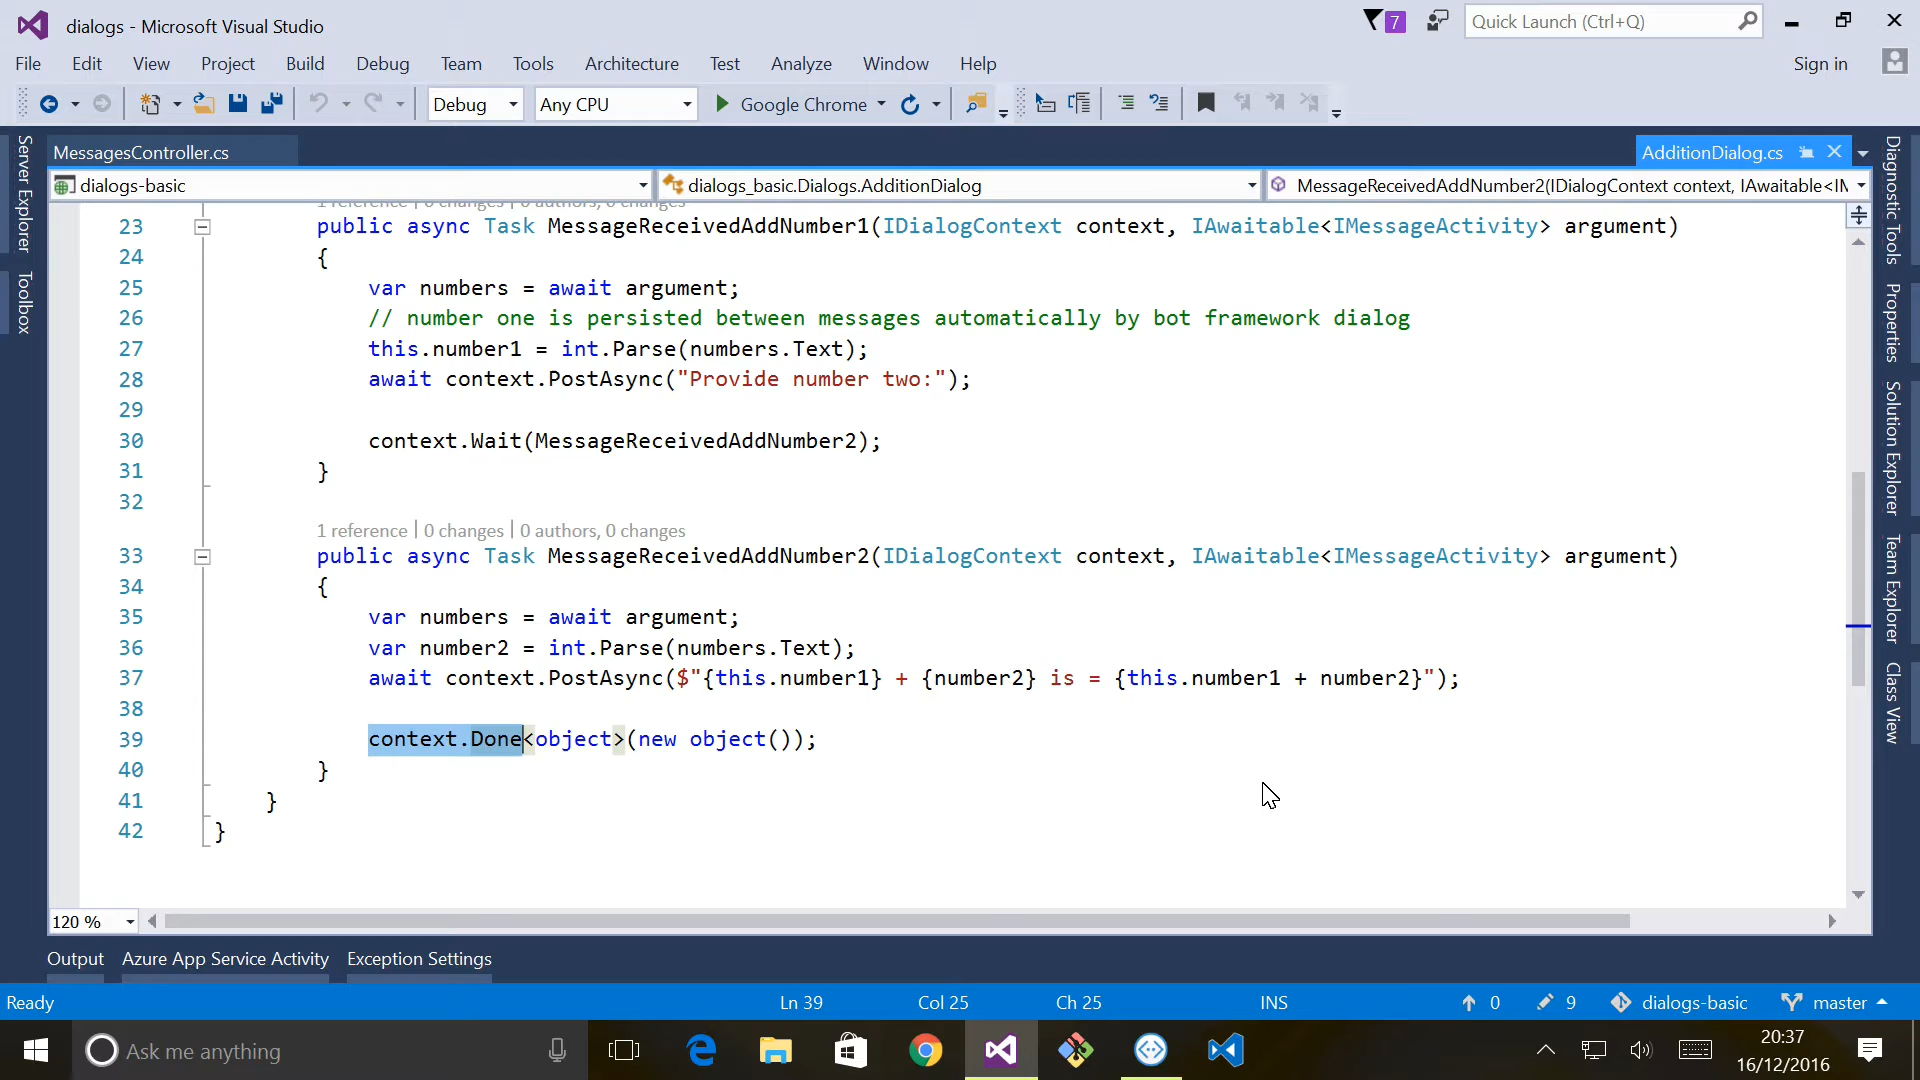 dialogs - Microsoft Visual Studio
7
Quick Launch (Ctrl+Q)
File Edit View Project Build Debug Team Tools Architecture Test Analyze Window Help
Sign in
Debug Any CPU Google Chrome
MessagesController.cs
AdditionDialog.cs
dialogs-basic
dialogs_basic.Dialogs.AdditionDialog
MessageReceivedAddNumber2(IDialogContext context, IAwaitable<IM
Server Explorer
Toolbox
Diagnostic Tools
Properties
Solution Explorer
Team Explorer
Class View
1 reference | 0 changes | 0 authors, 0 changes
23 public async Task MessageReceivedAddNumber1(IDialogContext context, IAwaitable<IMessageActivity> argument)
24 {
25 var numbers = await argument;
26 // number one is persisted between messages automatically by bot framework dialog
27 this.number1 = int.Parse(numbers.Text);
28 await context.PostAsync("Provide number two:");
29
30 context.Wait(MessageReceivedAddNumber2);
31 }
32
1 reference | 0 changes | 0 authors, 0 changes
33 public async Task MessageReceivedAddNumber2(IDialogContext context, IAwaitable<IMessageActivity> argument)
34 {
35 var numbers = await argument;
36 var number2 = int.Parse(numbers.Text);
37 await context.PostAsync($"{this.number1} + {number2} is = {this.number1 + number2}");
38
39 context.Done<object>(new object());
40 }
41 }
42 }
120 %
Output Azure App Service Activity Exception Settings
Ready Ln 39 Col 25 Ch 25 INS 0 9 dialogs-basic master
Ask me anything
20:37
16/12/2016